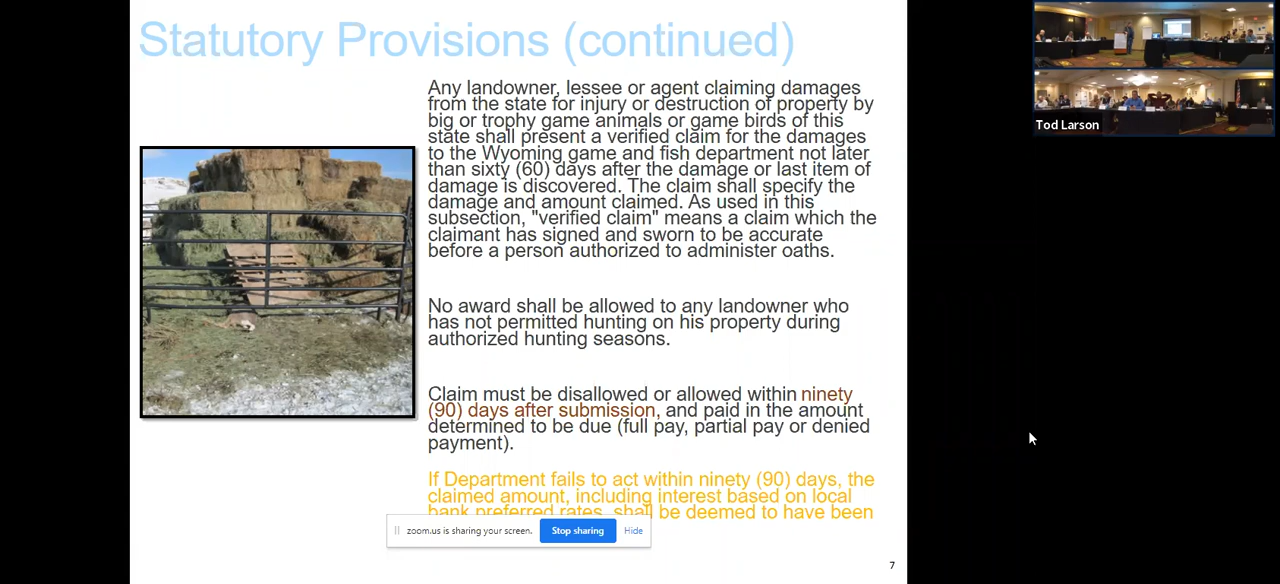 Statutory Provisions (continued)
Any landowner, lessee or agent claiming damages
from the state for injury or destruction of property by
big or trophy game animals or game birds of this
state shall present a verified claim for the damages
to the Wyoming game and fish department not later
than sixty (60) days after the damage or last item of
damage is discovered. The claim shall specify the
damage and amount claimed. As used in this
subsection, "verified claim" means a claim which the
claimant has signed and sworn to be accurate
before a person authorized to administer oaths.
No award shall be allowed to any landowner who
has not permitted hunting on his property during
authorized hunting seasons.
Claim must be disallowed or allowed within ninety
(90) days after submission, and paid in the amount
determined to be due (full pay, partial pay or denied
payment).
If Department fails to act within ninety (90) days, the
claimed amount, including interest based on local
bank preferred rates, shall be deemed to have been
zoom.us is sharing your screen. Stop sharing Hide
7
Tod Larson